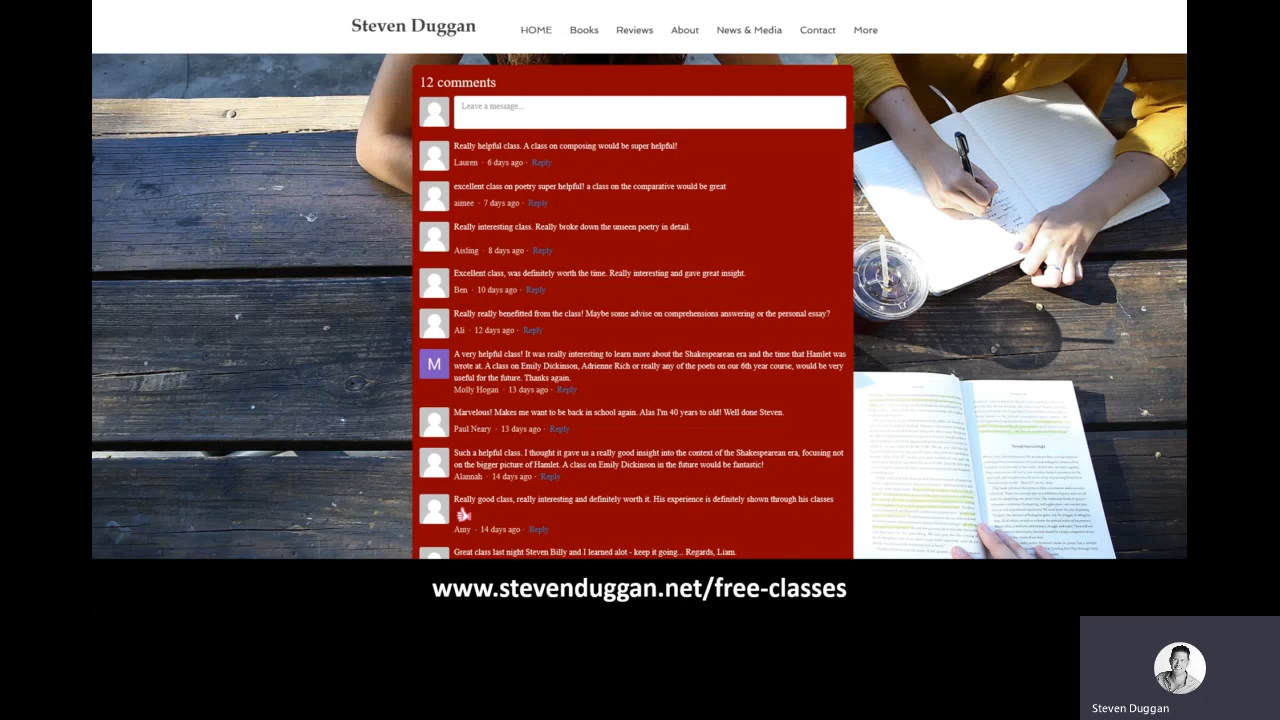 Steven Duggan
HOME Books Reviews About News & Media Contact More
12 comments
Leave a message...
Really helpful class. A class on composing would be super helpful!
Lauren · 6 days ago · Reply
excellent class on poetry super helpful! a class on the comparative would be great
aimee · 7 days ago · Reply
Really interesting class. Really broke down the unseen poetry in detail.
Aisling · 8 days ago · Reply
Excellent class, was definitely worth the time. Really interesting and gave great insight.
Ben · 10 days ago · Reply
Really really benefitted from the class! Maybe some advise on comprehensions answering or the personal essay?
Ali · 12 days ago · Reply
M
A very helpful class! It was really interesting to learn more about the Shakespearean era and the time that Hamlet was
wrote at. A class on Emily Dickinson, Adrienne Rich or really any of the poets on our 6th year course, would be very
useful for the future. Thanks again.
Molly Hogan · 13 days ago · Reply
Marvelous! Makes me want to be back in school again. Alas I'm 40 years to old! Well done Steven.
Paul Neary · 13 days ago · Reply
Such a helpful class. I thought it gave us a really good insight into the context of the Shakespearean era, focusing not
on the bigger picture of Hamlet. A class on Emily Dickinson in the future would be fantastic!
Alannah · 14 days ago · Reply
Really good class, really interesting and definitely worth it. His experience is definitely shown through his classes
Amy · 14 days ago · Reply
Great class last night Steven Billy and I learned alot - keep it going... Regards, Liam.
www.stevenduggan.net/free-classes
Steven Duggan